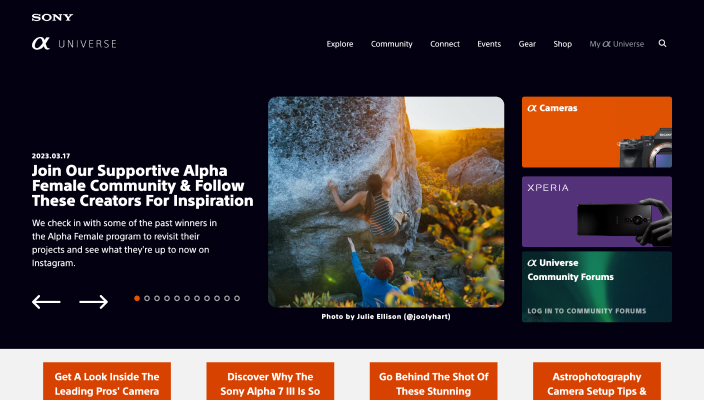 SONY
α UNIVERSE
Explore Community Connect Events Gear Shop My α Universe
2023.03.17
Join Our Supportive Alpha
Female Community & Follow
These Creators For Inspiration
We check in with some of the past winners in
the Alpha Female program to revisit their
projects and see what they're up to now on
Instagram.
Photo by Julie Ellison (@joolyhart)
α Cameras
SONY
XPERIA
α Universe
Community Forums
LOG IN TO COMMUNITY FORUMS
Get A Look Inside The
Leading Pros' Camera
Discover Why The
Sony Alpha 7 III Is So
Go Behind The Shot Of
These Stunning
Astrophotography
Camera Setup Tips &